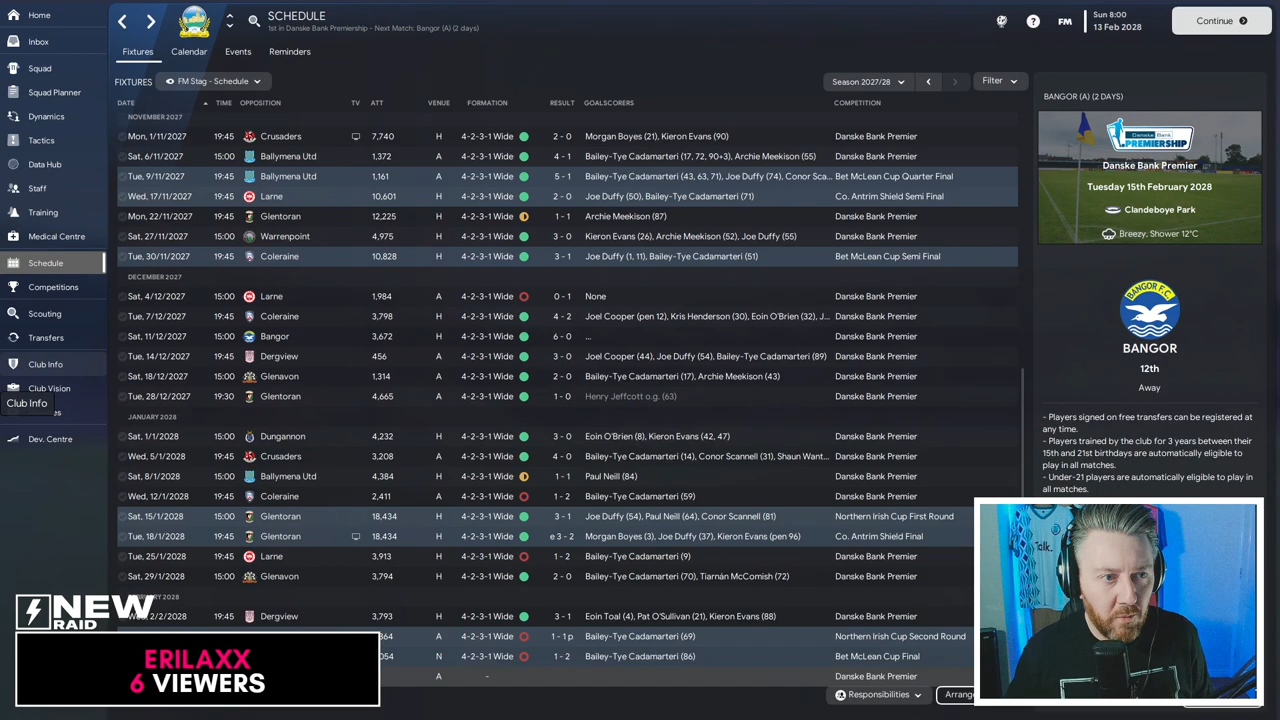 Home
Inbox
Squad
Squad Planner
Dynamics
Tactics
Data Hub
Staff
Training
Medical Centre
Schedule
Competitions
Scouting
Transfers
Club Info
Club Vision
Club Info
Dev. Centre
SCHEDULE
1st in Danske Bank Premiership - Next Match: Bangor (A) (2 days)
FM
Sun 8:00
13 Feb 2028
Continue
Fixtures Calendar Events Reminders
FIXTURES FM Stag - Schedule Season 2027/28 Filter
DATE TIME OPPOSITION TV ATT VENUE FORMATION RESULT GOALSCORERS COMPETITION
NOVEMBER 2027
Mon, 1/11/2027 19:45 Crusaders 7,740 H 4-2-3-1 Wide 2 - 0 Morgan Boyes (21), Kieron Evans (90) Danske Bank Premier
Sat, 6/11/2027 15:00 Ballymena Utd 1,372 A 4-2-3-1 Wide 4 - 1 Bailey-Tye Cadamarteri (17, 72, 90+3), Archie Meekison (55) Danske Bank Premier
Tue, 9/11/2027 19:45 Ballymena Utd 1,161 A 4-2-3-1 Wide 5 - 1 Bailey-Tye Cadamarteri (43, 63, 71), Joe Duffy (74), Conor Sca... Bet McLean Cup Quarter Final
Wed, 17/11/2027 19:45 Larne 10,601 H 4-2-3-1 Wide 2 - 0 Joe Duffy (50), Bailey-Tye Cadamarteri (71) Co. Antrim Shield Semi Final
Mon, 22/11/2027 19:45 Glentoran 12,225 H 4-2-3-1 Wide 1 - 1 Archie Meekison (87) Danske Bank Premier
Sat, 27/11/2027 15:00 Warrenpoint 4,975 H 4-2-3-1 Wide 3 - 0 Kieron Evans (26), Archie Meekison (52), Joe Duffy (55) Danske Bank Premier
Tue, 30/11/2027 19:45 Coleraine 10,828 H 4-2-3-1 Wide 3 - 1 Joe Duffy (1, 11), Bailey-Tye Cadamarteri (51) Bet McLean Cup Semi Final
DECEMBER 2027
Sat, 4/12/2027 15:00 Larne 1,984 A 4-2-3-1 Wide 0 - 1 None Danske Bank Premier
Tue, 7/12/2027 19:45 Coleraine 3,798 H 4-2-3-1 Wide 4 - 2 Joel Cooper (pen 12), Kris Henderson (30), Eoin O'Brien (32), J... Danske Bank Premier
Sat, 11/12/2027 15:00 Bangor 3,672 H 4-2-3-1 Wide 6 - 0 ... Danske Bank Premier
Tue, 14/12/2027 19:45 Dergview 456 A 4-2-3-1 Wide 3 - 0 Joel Cooper (44), Joe Duffy (54), Bailey-Tye Cadamarteri (89) Danske Bank Premier
Sat, 18/12/2027 15:00 Glenavon 1,314 A 4-2-3-1 Wide 2 - 0 Bailey-Tye Cadamarteri (17), Archie Meekison (43) Danske Bank Premier
Tue, 28/12/2027 19:30 Glentoran 4,665 A 4-2-3-1 Wide 1 - 0 Henry Jeffcott o.g. (63) Danske Bank Premier
JANUARY 2028
Sat, 1/1/2028 15:00 Dungannon 4,232 H 4-2-3-1 Wide 3 - 0 Eoin O'Brien (8), Kieron Evans (42, 47) Danske Bank Premier
Wed, 5/1/2028 19:45 Crusaders 3,208 A 4-2-3-1 Wide 4 - 0 Bailey-Tye Cadamarteri (14), Conor Scannell (31), Shaun Want... Danske Bank Premier
Sat, 8/1/2028 15:00 Ballymena Utd 4,384 H 4-2-3-1 Wide 1 - 1 Paul Neill (84) Danske Bank Premier
Wed, 12/1/2028 19:45 Coleraine 2,411 A 4-2-3-1 Wide 1 - 2 Bailey-Tye Cadamarteri (59) Danske Bank Premier
Sat, 15/1/2028 15:00 Glentoran 18,434 H 4-2-3-1 Wide 3 - 1 Joe Duffy (54), Paul Neill (64), Conor Scannell (81) Northern Irish Cup First Round
Tue, 18/1/2028 19:45 Glentoran 18,434 H 4-2-3-1 Wide e 3 - 2 Morgan Boyes (3), Joe Duffy (37), Kieron Evans (pen 96) Co. Antrim Shield Final
Tue, 25/1/2028 19:45 Larne 3,913 H 4-2-3-1 Wide 1 - 2 Bailey-Tye Cadamarteri (9) Danske Bank Premier
Sat, 29/1/2028 15:00 Glenavon 3,794 H 4-2-3-1 Wide 2 - 0 Bailey-Tye Cadamarteri (70), Tiarnán McComish (72) Danske Bank Premier
2028
2/2/2028 19:45 Dergview 3,793 H 4-2-3-1 Wide 3 - 1 Eoin Toal (4), Pat O'Sullivan (21), Kieron Evans (88) Danske Bank Premier
A 4-2-3-1 Wide 1 - 1 p Bailey-Tye Cadamarteri (69) Northern Irish Cup Second Round
N 4-2-3-1 Wide 1 - 2 Bailey-Tye Cadamarteri (86) Bet McLean Cup Final
A - Danske Bank Premier
Responsibilities
BANGOR (A) (2 DAYS)
Danske Bank
PREMIERSHIP
Danske Bank Premier
Tuesday 15th February 2028
Clandeboye Park
Breezy, Shower 12°C
BANGOR F.C.
BANGOR
12th
Away
- Players signed on free transfers can be registered at
any time.
- Players trained by the club for 3 years between their
15th and 21st birthdays are automatically eligible to
play in all matches.
- Under-21 players are automatically eligible to play in
all matches.
Talk.
NEW
RAID
ERILAXX
6 VIEWERS